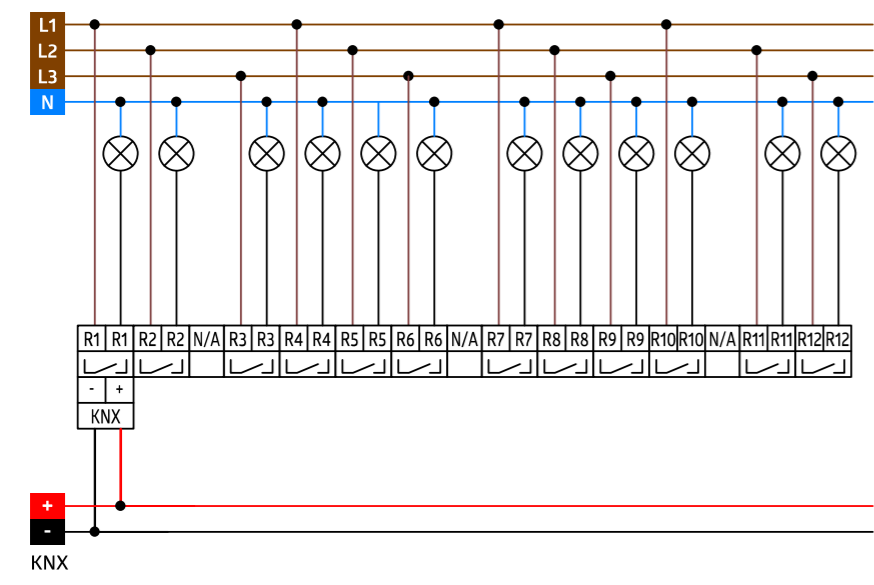 L1
L2
L3
N
R1 R1 R2 R2 N/A R3 R3 R4 R4 R5 R5 R6 R6 N/A R7 R7 R8 R8 R9 R9 R10 R10 N/A R11 R11 R12 R12
- +
KNX
+
-
KNX